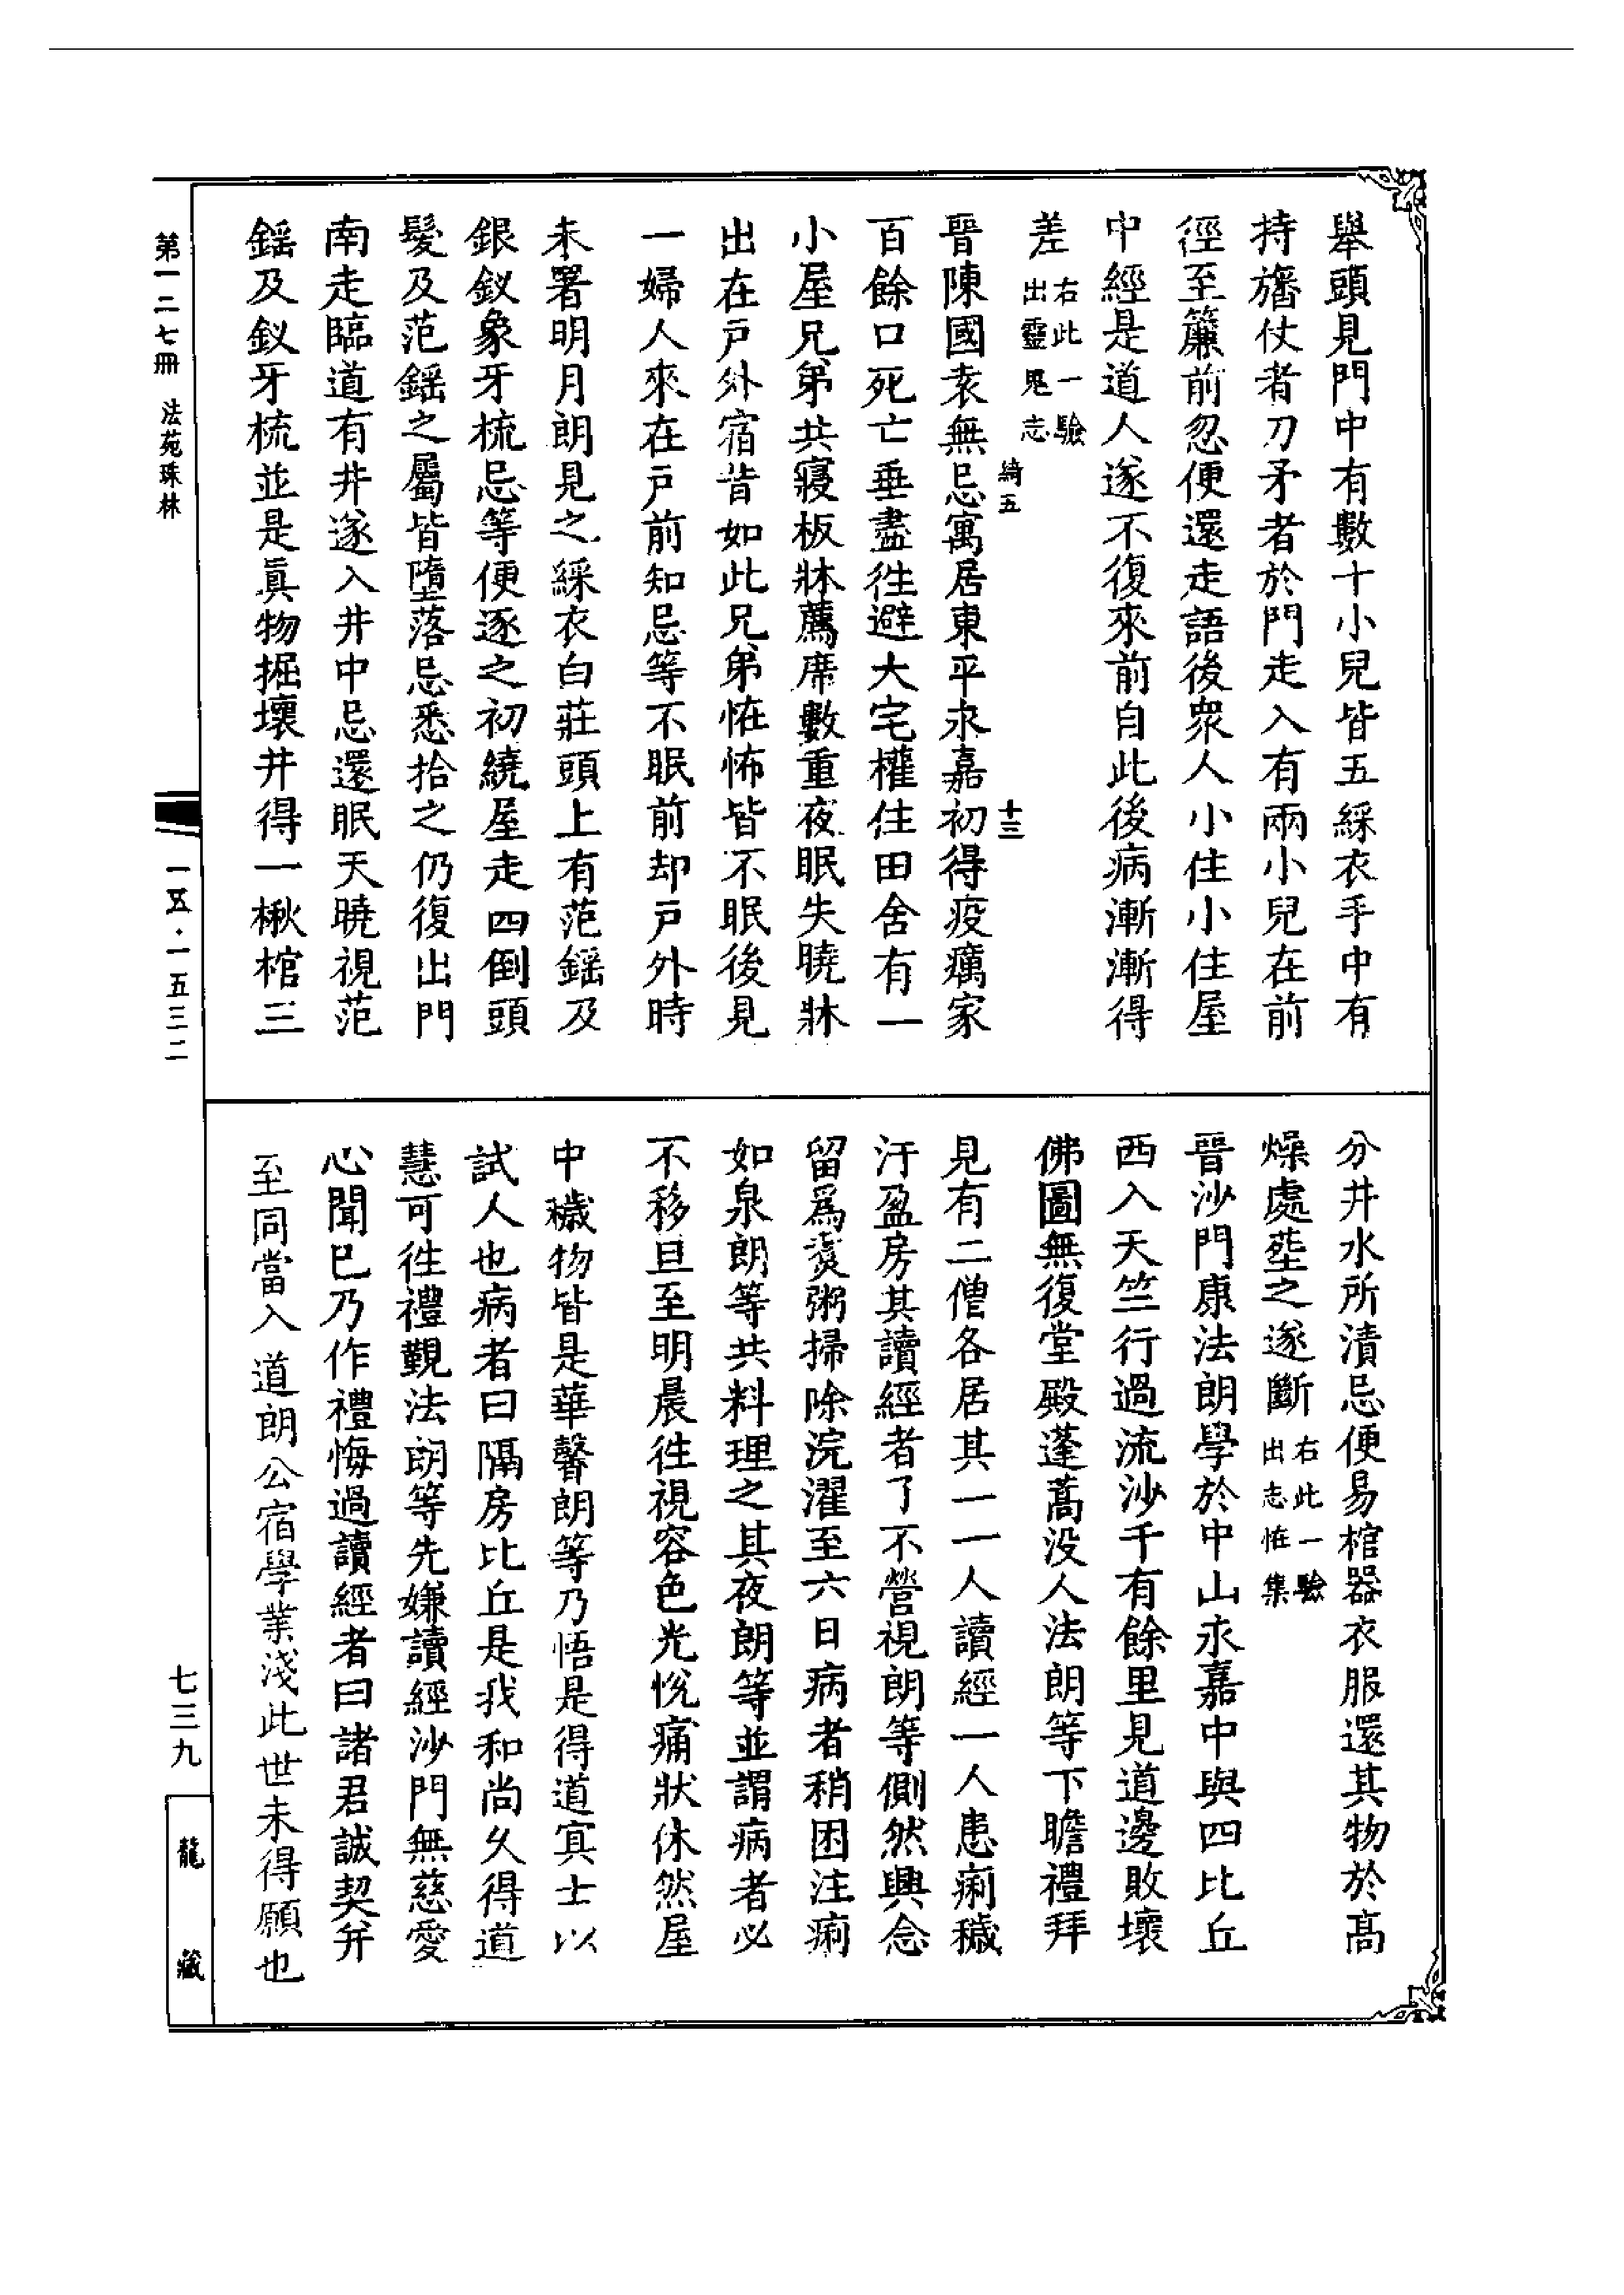 舉頭見門中有數十小兒皆五綵衣手中有
持旛仗者刀矛者於門走入有兩小兒在前
徑至簾前忽便還走語後衆人小住小住屋
中經是道人遂不復來前自此後病漸漸得
差右此一驗出靈鬼志
綺五
十三
晉陳國袁無忌寓居東平永嘉初得疫癘家
百餘口死亡垂盡徃避大宅權住田舍有一
小屋兄弟共寢板牀薦席數重夜眠失曉牀
出在戶外宿昔如此兄弟恠怖皆不眠後見
一婦人來在戶前知忌等不眠前却戶外時
未署明月朗見之綵衣白莊頭上有范鎐及
銀釵象牙梳忌等便逐之初繞屋走四倒頭
髮及范鎐之屬皆墮落忌悉拾之仍復出門
南走臨道有井遂入井中忌還眠天曉視范
鎐及釵牙梳並是眞物掘壞井得一楸棺三
分井水所漬忌便易棺器衣服還其物於髙
燥處塟之遂斷右此一驗出志恠集
晉沙門康法朗學於中山永嘉中與四比丘
西入天竺行過流沙千有餘里見道邊敗壞
佛圖無復堂殿蓬蒿没人法朗等下瞻禮拜
見有二僧各居其一一人讀經一人患痢穢
汙盈房其讀經者了不營視朗等惻然興念
留爲煑粥掃除浣濯至六日病者稍困注痢
如泉朗等共料理之其夜朗等並謂病者必
不移旦至明晨徃視容色光恱痛狀休然屋
中穢物皆是華馨朗等乃悟是得道寘士以
試人也病者曰隔房比丘是我和尚乆得道
慧可徃禮覲法朗等先嫌讀經沙門無慈愛
心聞巳乃作禮悔過讀經者曰諸君誠契幷
至同當入道朗公宿學業淺此世未得願也
第一二七冊　法苑珠林
一五·一五三二
七三九
龍藏